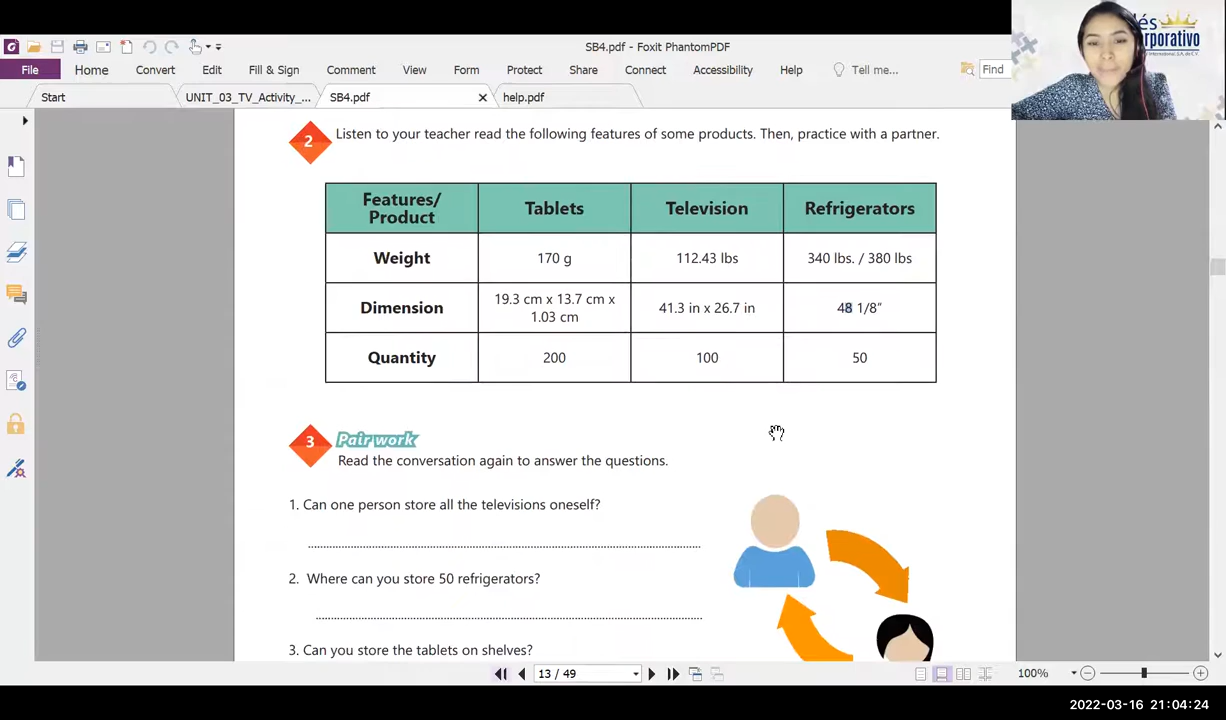 SB4.pdf - Foxit PhantomPDF
File Home Convert Edit Fill & Sign Comment View Form Protect Share Connect Accessibility Help Tell me... Find
Start UNIT_03_TV_Activity_... SB4.pdf help.pdf
és
rporativo
2 Listen to your teacher read the following features of some products. Then, practice with a partner.
Features/
Product
Tablets
Television
Refrigerators
Weight
170 g
112.43 lbs
340 lbs. / 380 lbs
Dimension
19.3 cm x 13.7 cm x
1.03 cm
41.3 in x 26.7 in
48 1/8"
Quantity
200
100
50
3 Pair work
Read the conversation again to answer the questions.
1. Can one person store all the televisions oneself?
2. Where can you store 50 refrigerators?
3. Can you store the tablets on shelves?
13 / 49
100%
2022-03-16 21:04:24